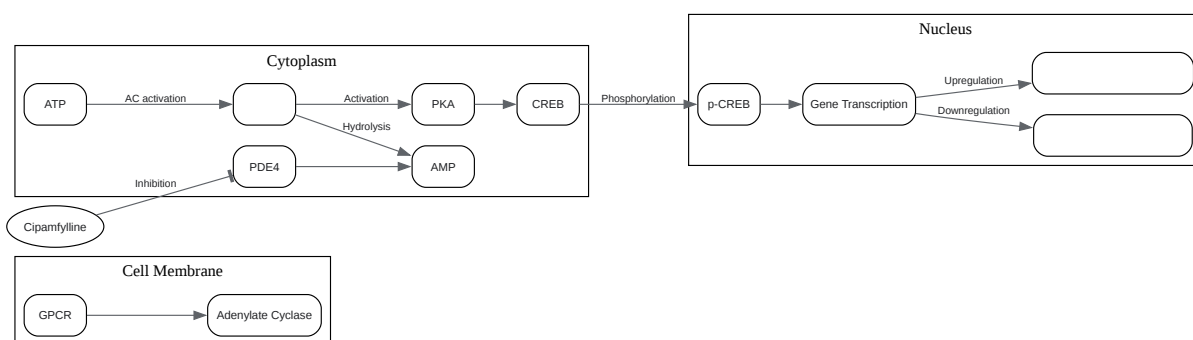 Nucleus
Cytoplasm
ATP
AC activation
Activation
PKA
CREB
Phosphorylation
p-CREB
Gene Transcription
Upregulation
Downregulation
Hydrolysis
PDE4
AMP
Inhibition
Cipamfylline
Cell Membrane
GPCR
Adenylate Cyclase